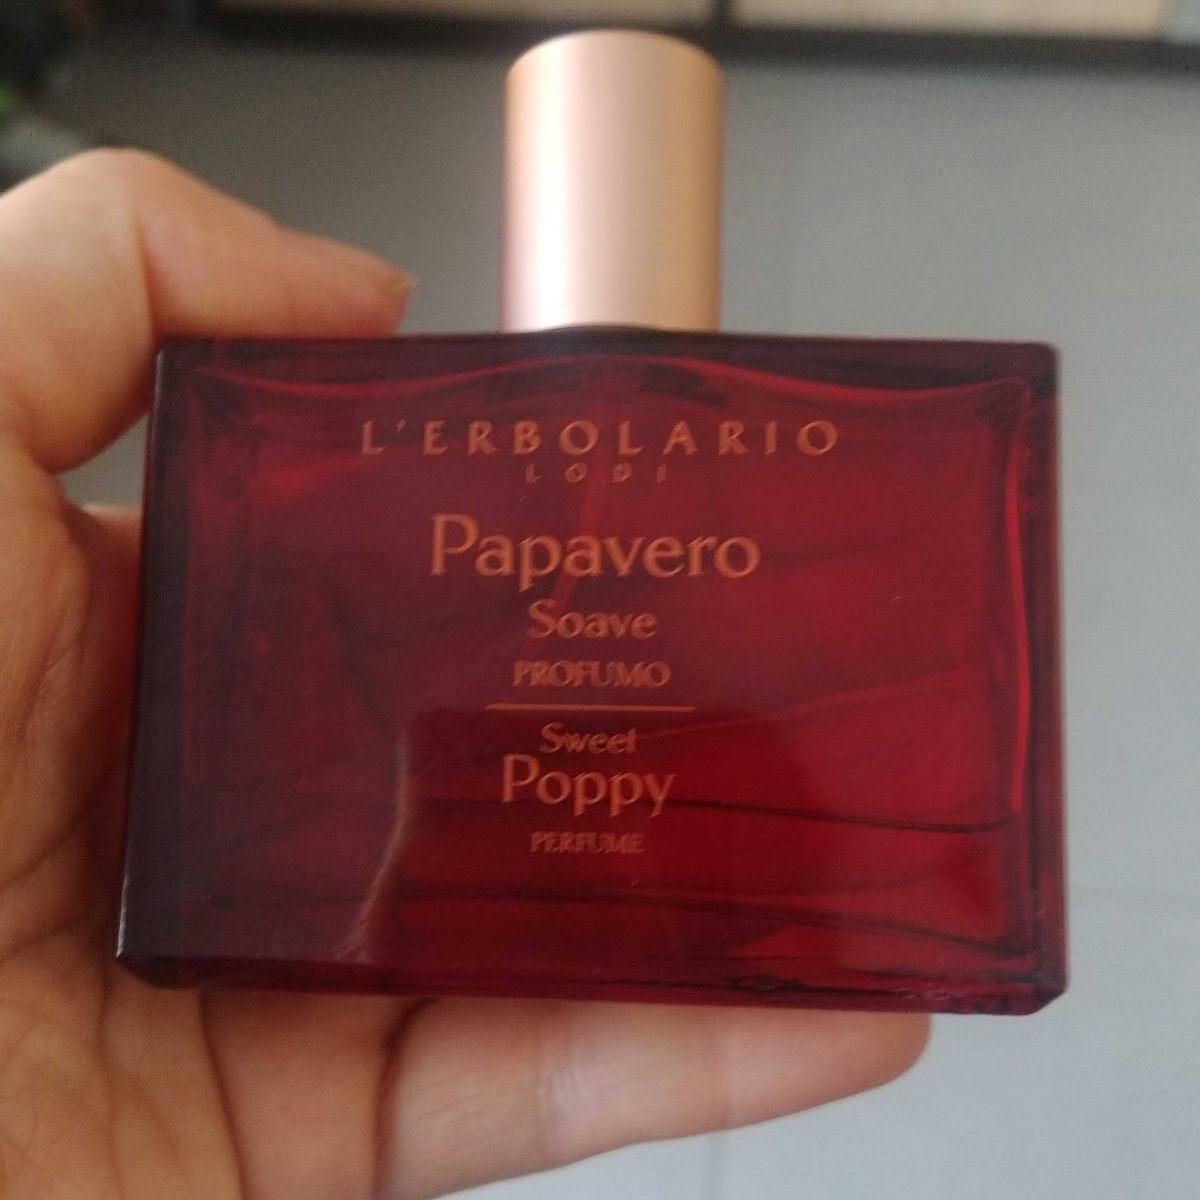 L'ERBOLARIO
LODI
Papavero
Soave
PROFUMO
Sweet
Poppy
PERFUME